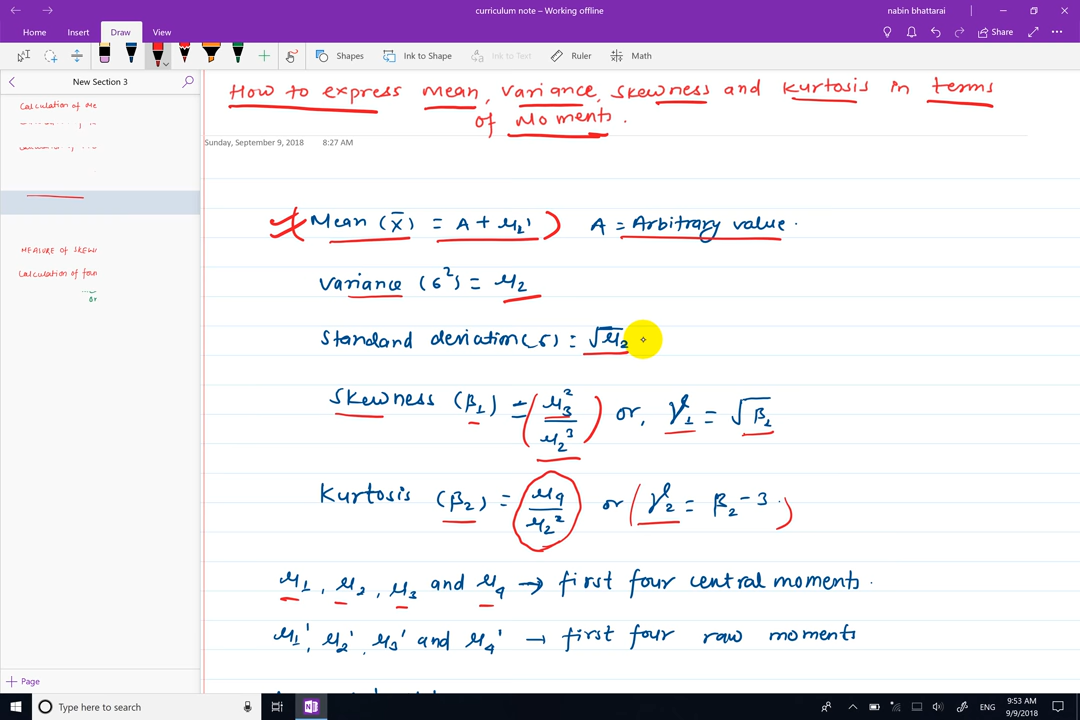 curriculum note – Working offline
nabin bhattarai
Home Insert Draw View
Share
Shapes Ink to Shape Ink to Text Ruler Math
New Section 3
Calculation of Me
MEASURE of SKEW
Calculation of four
Page
How to express mean, variance, skewness and kurtosis in terms
of Moments.
Sunday, September 9, 2018 8:27 AM
Mean (x̄) = A + μ₂') A = Arbitrary value.
Variance (σ²) = μ₂
Standard deviation(σ) = √μ₂
Skewness (β₁) = (μ₃²/μ₂³) or, γ₁ = √β₁
Kurtosis (β₂) = μ₄/μ₂² or (γ₂ = β₂ - 3)
μ₁, μ₂, μ₃ and μ₄ → first four central moments.
μ₁', μ₂', μ₃' and μ₄' → first four raw moments
Type here to search
ENG
9:53 AM
9/9/2018